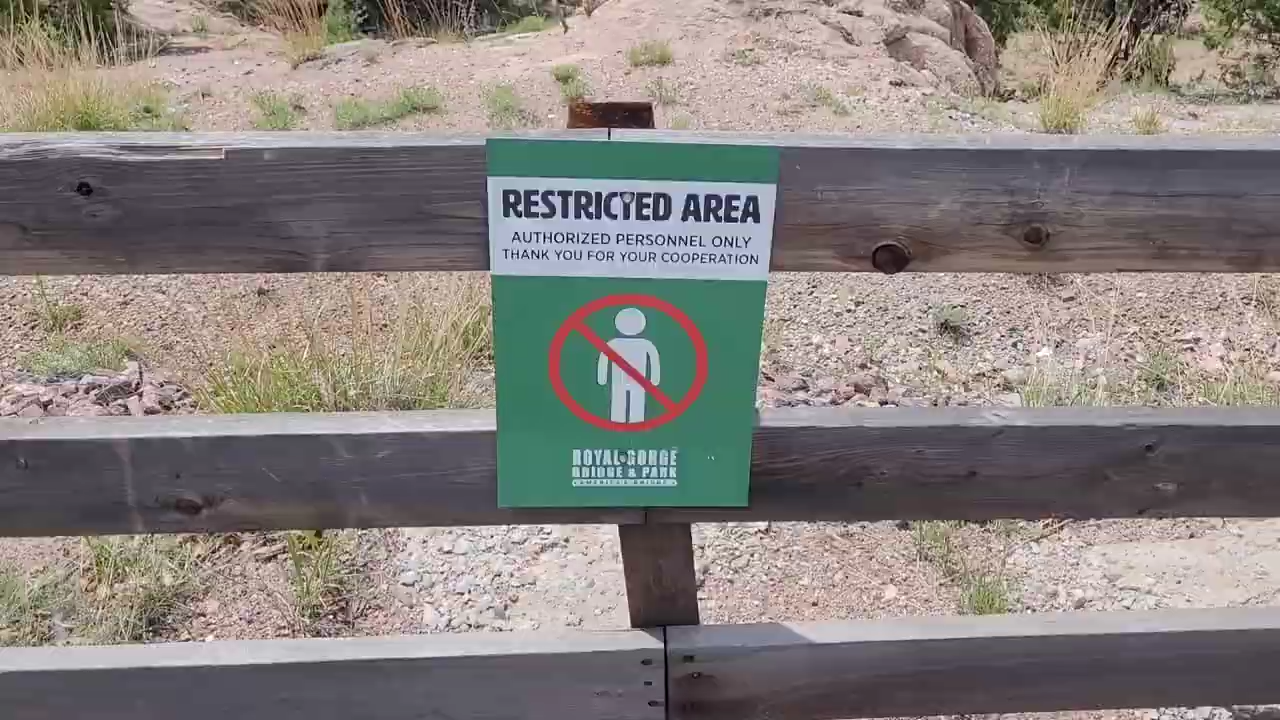 RESTRICTED AREA
AUTHORIZED PERSONNEL ONLY
THANK YOU FOR YOUR COOPERATION
ROYAL GORGE
BRIDGE & PARK
AMERICA'S BRIDGE